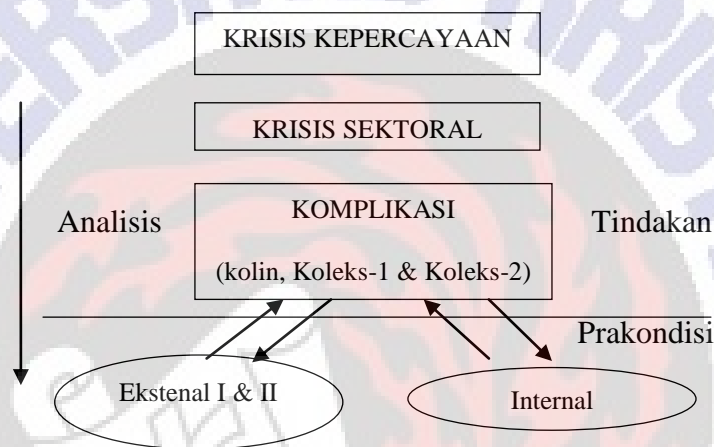 KRISIS KEPERCAYAAN
KRISIS SEKTORAL
KOMPLIKASI
(kolin, Koleks-1 & Koleks-2)
Analisis
Tindakan
Prakondisi
Ekstenal I & II
Internal